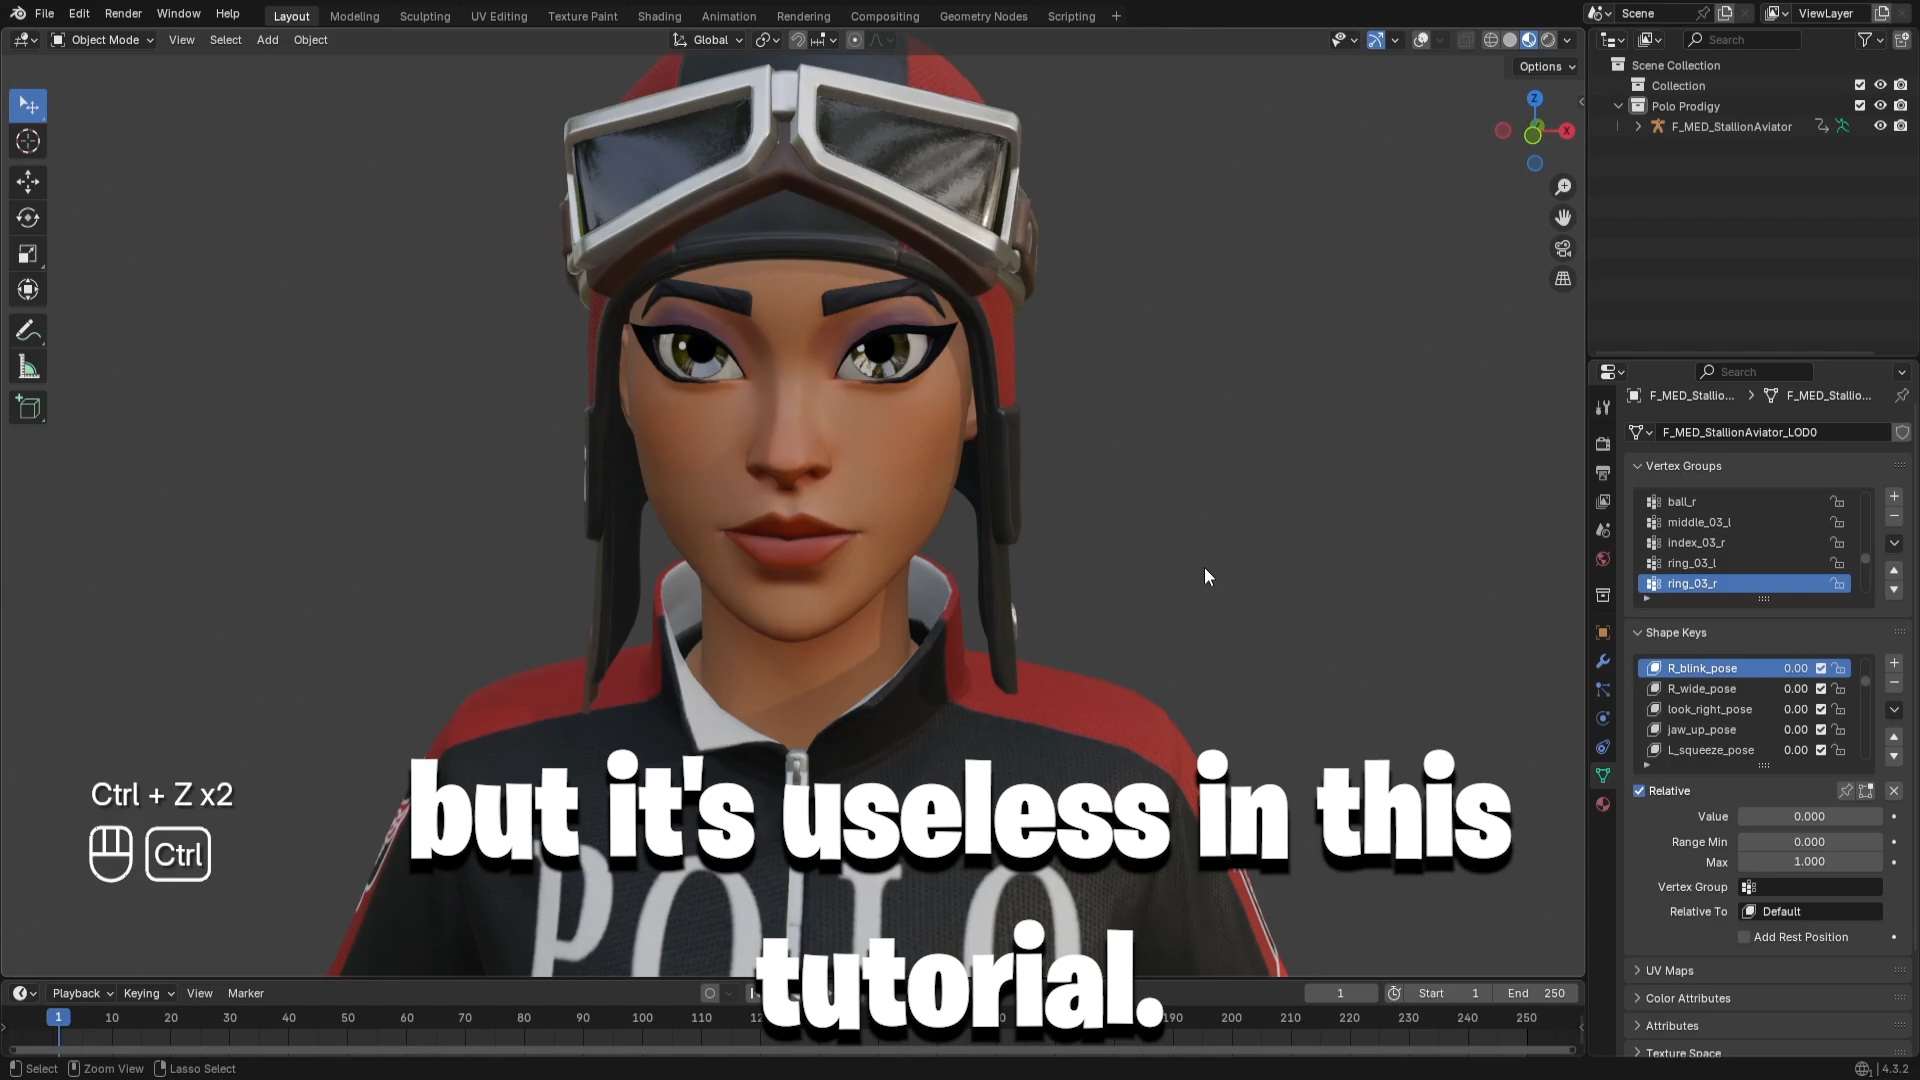 File Edit Render Window Help Layout Modeling Sculpting UV Editing Texture Paint Shading Animation Rendering Compositing Geometry Nodes Scripting + Scene ViewLayer
Object Mode View Select Add Object Global Search
Options
Scene Collection
Collection
Polo Prodigy
F_MED_StallionAviator
Z
X
Search
F_MED_Stallio... > F_MED_Stallio...
F_MED_StallionAviator_LOD0
Vertex Groups
ball_r
middle_03_l
index_03_r
ring_03_l
ring_03_r
Shape Keys
R_blink_pose 0.00
R_wide_pose 0.00
look_right_pose 0.00
jaw_up_pose 0.00
L_squeeze_pose 0.00
Relative
Value 0.000
Range Min 0.000
Max 1.000
Vertex Group
Relative To Default
Add Rest Position
UV Maps
Color Attributes
Attributes
Texture Space
Ctrl + Z x2
Ctrl
but it's useless in this
tutorial.
POLO
Playback Keying View Marker 1 Start 1 End 250
1 10 20 30 40 50 60 70 80 90 100 110 190 200 210 220 230 240 250
Select Zoom View Lasso Select 4.3.2